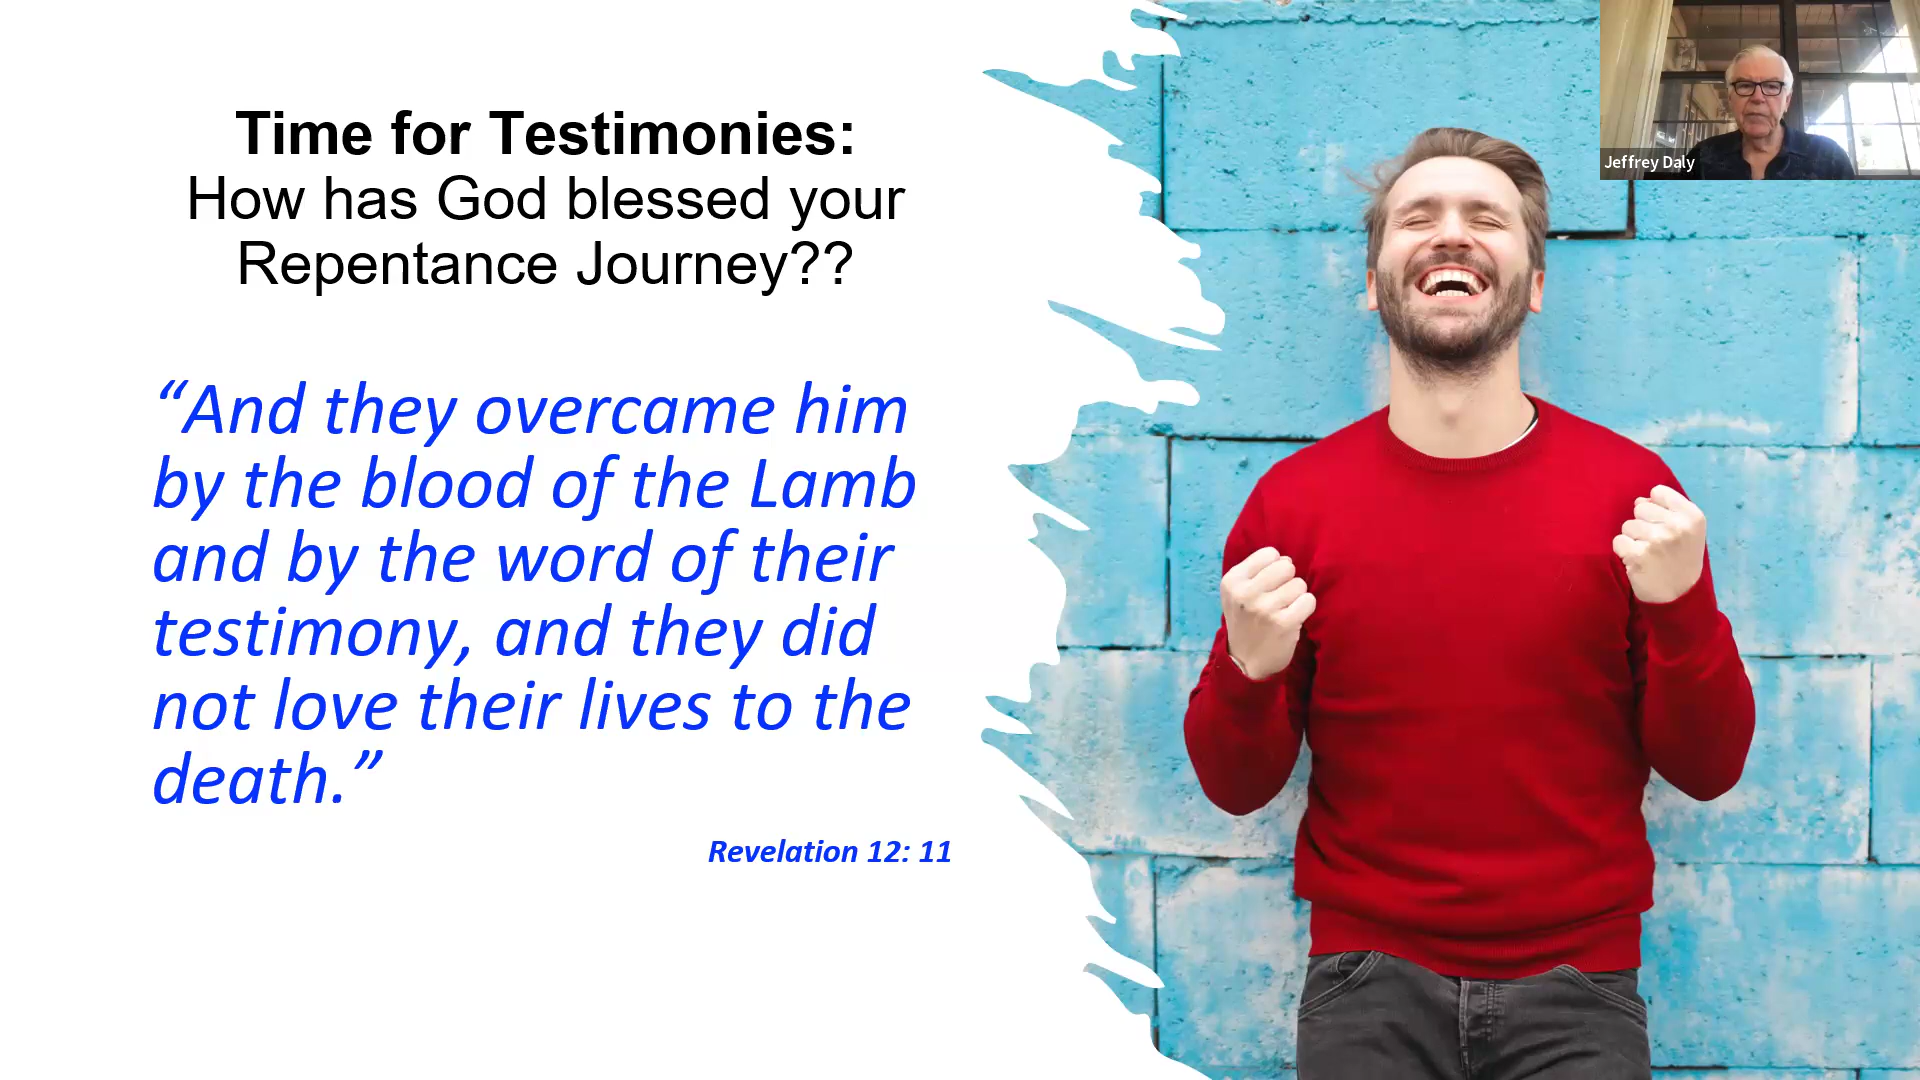 Time for Testimonies:
How has God blessed your
Repentance Journey??
“And they overcame him
by the blood of the Lamb
and by the word of their
testimony, and they did
not love their lives to the
death.”
Revelation 12: 11
Jeffrey Daly